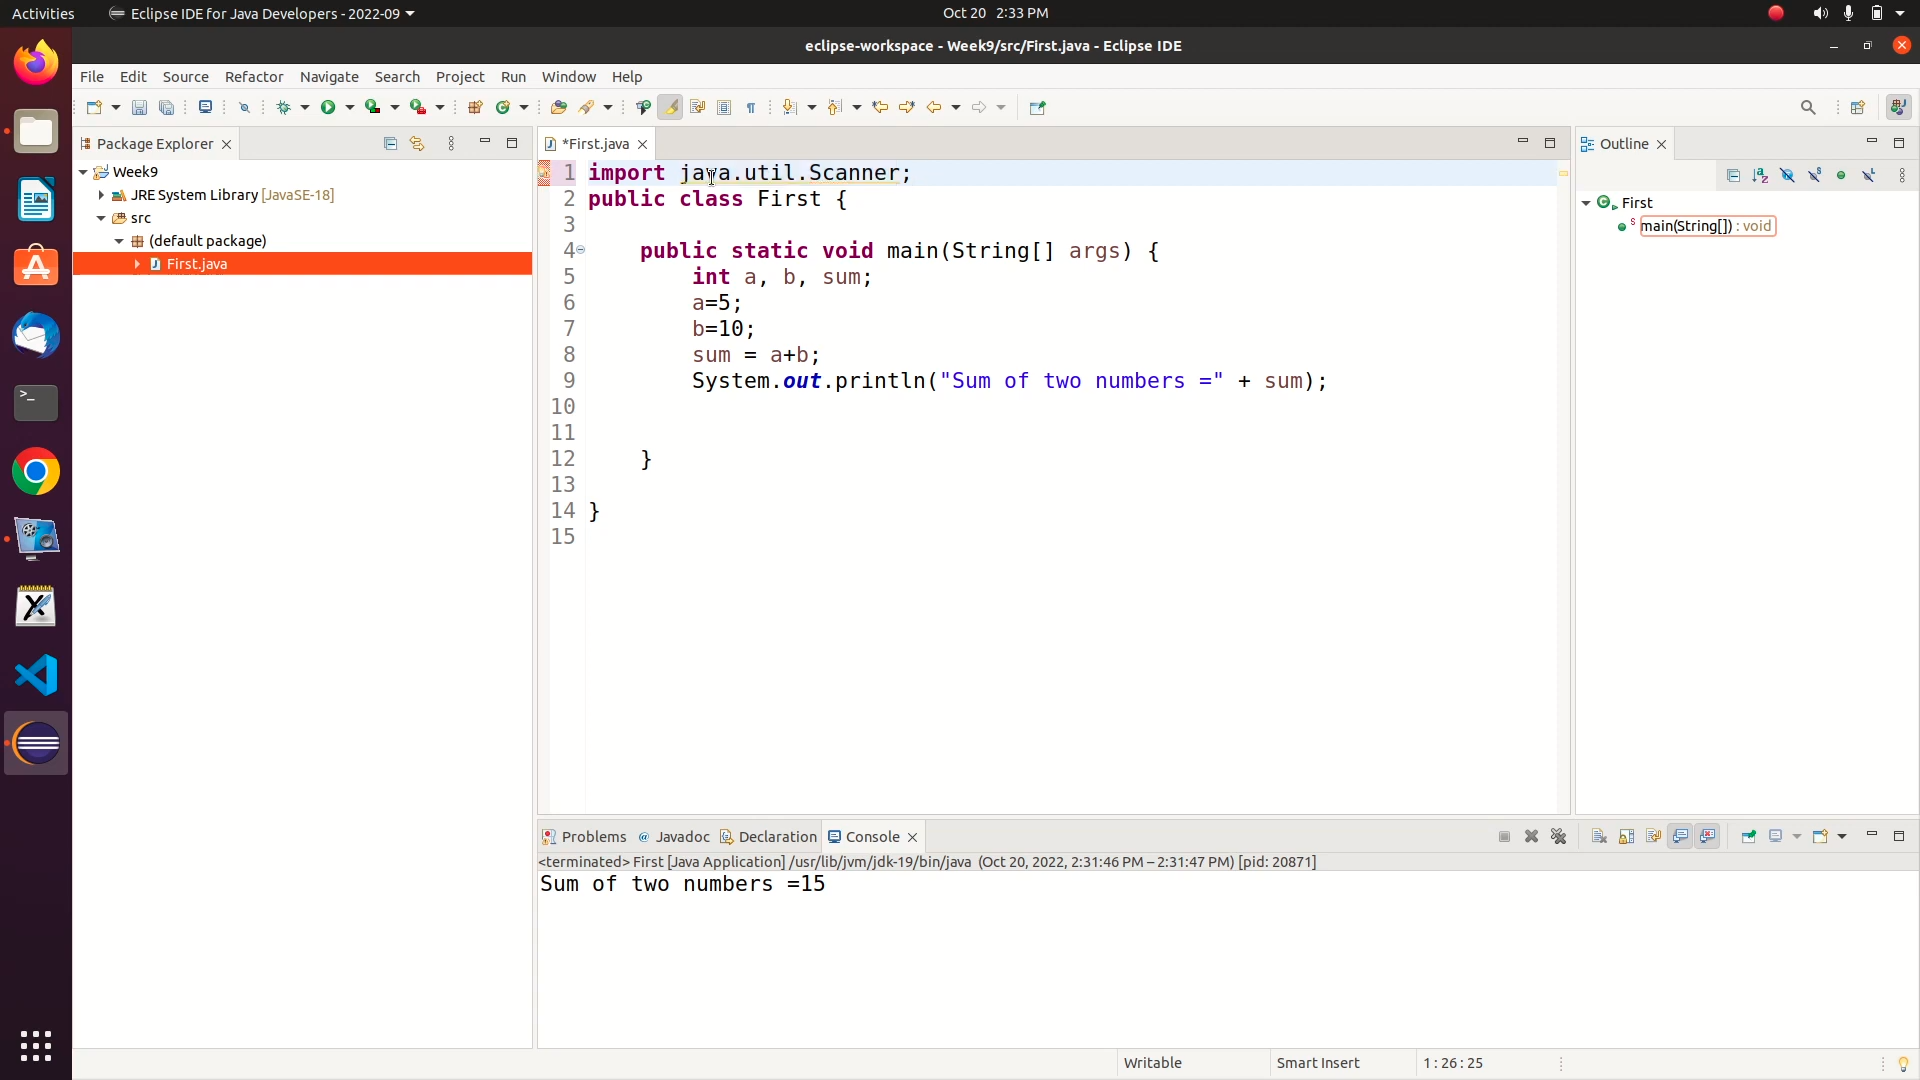 Activities Eclipse IDE for Java Developers - 2022-09 Oct 20 2:33 PM
eclipse-workspace - Week9/src/First.java - Eclipse IDE
File Edit Source Refactor Navigate Search Project Run Window Help
Package Explorer
Week9
JRE System Library [JavaSE-18]
src
(default package)
First.java
*First.java
1 import java.util.Scanner;
2 public class First {
3
4 public static void main(String[] args) {
5 int a, b, sum;
6 a=5;
7 b=10;
8 sum = a+b;
9 System.out.println("Sum of two numbers =" + sum);
10
11
12 }
13
14 }
15
Outline
First
main(String[]) : void
Problems @ Javadoc Declaration Console
<terminated> First [Java Application] /usr/lib/jvm/jdk-19/bin/java (Oct 20, 2022, 2:31:46 PM – 2:31:47 PM) [pid: 20871]
Sum of two numbers =15
Writable Smart Insert 1 : 26 : 25